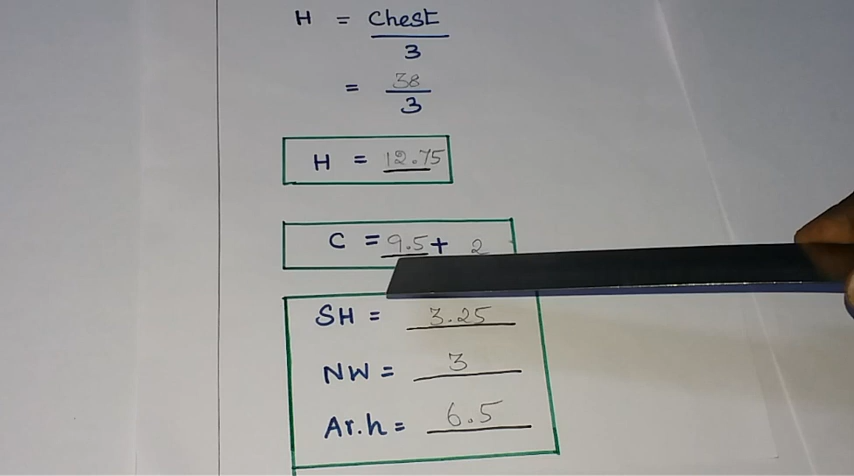 H = Chest
3
= 38
3
H = 12.75
C = 9.5 + 2
SH = 3.25
NW = 3
Ar.h = 6.5